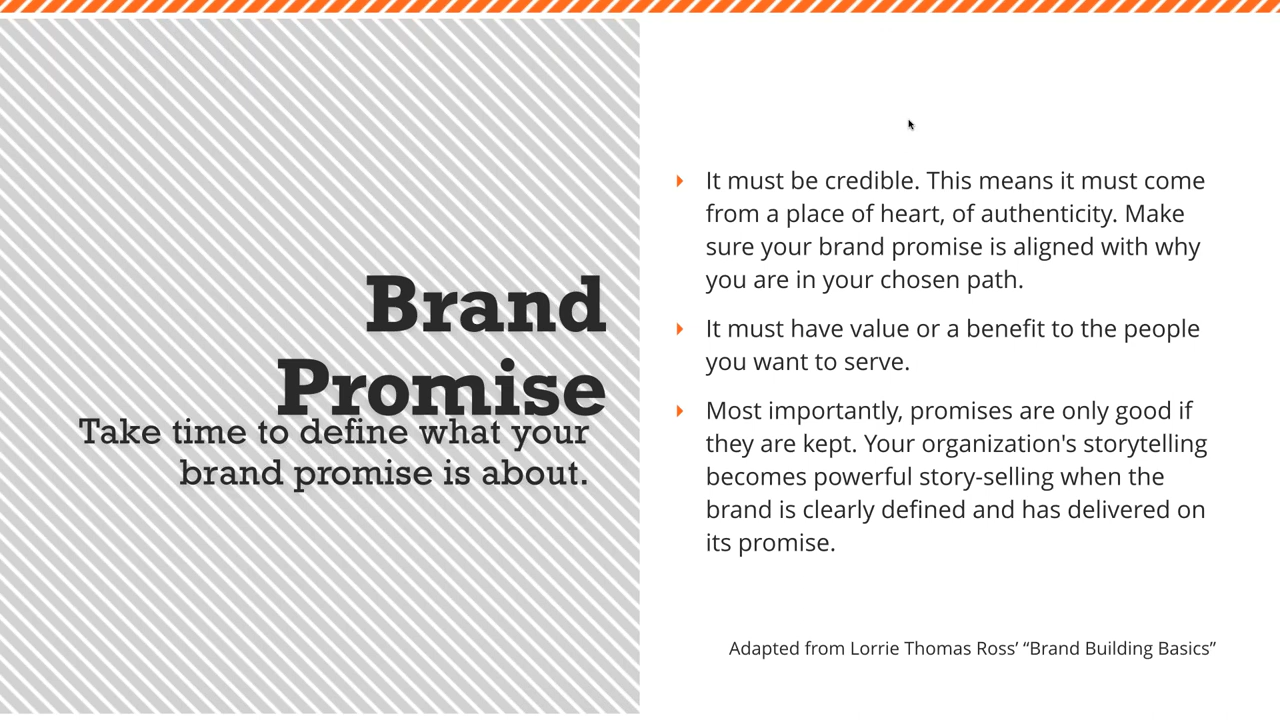 Brand
Promise
Take time to define what your
brand promise is about.
It must be credible. This means it must come
from a place of heart, of authenticity. Make
sure your brand promise is aligned with why
you are in your chosen path.
It must have value or a benefit to the people
you want to serve.
Most importantly, promises are only good if
they are kept. Your organization's storytelling
becomes powerful story-selling when the
brand is clearly defined and has delivered on
its promise.
Adapted from Lorrie Thomas Ross’ “Brand Building Basics”